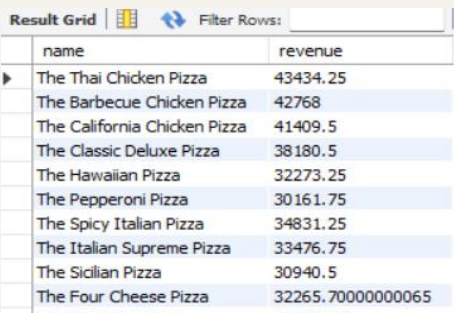 Result Grid Filter Rows:
name revenue
The Thai Chicken Pizza 43434.25
The Barbecue Chicken Pizza 42768
The California Chicken Pizza 41409.5
The Classic Deluxe Pizza 38180.5
The Hawaiian Pizza 32273.25
The Pepperoni Pizza 30161.75
The Spicy Italian Pizza 34831.25
The Italian Supreme Pizza 33476.75
The Sicilian Pizza 30940.5
The Four Cheese Pizza 32265.70000000065